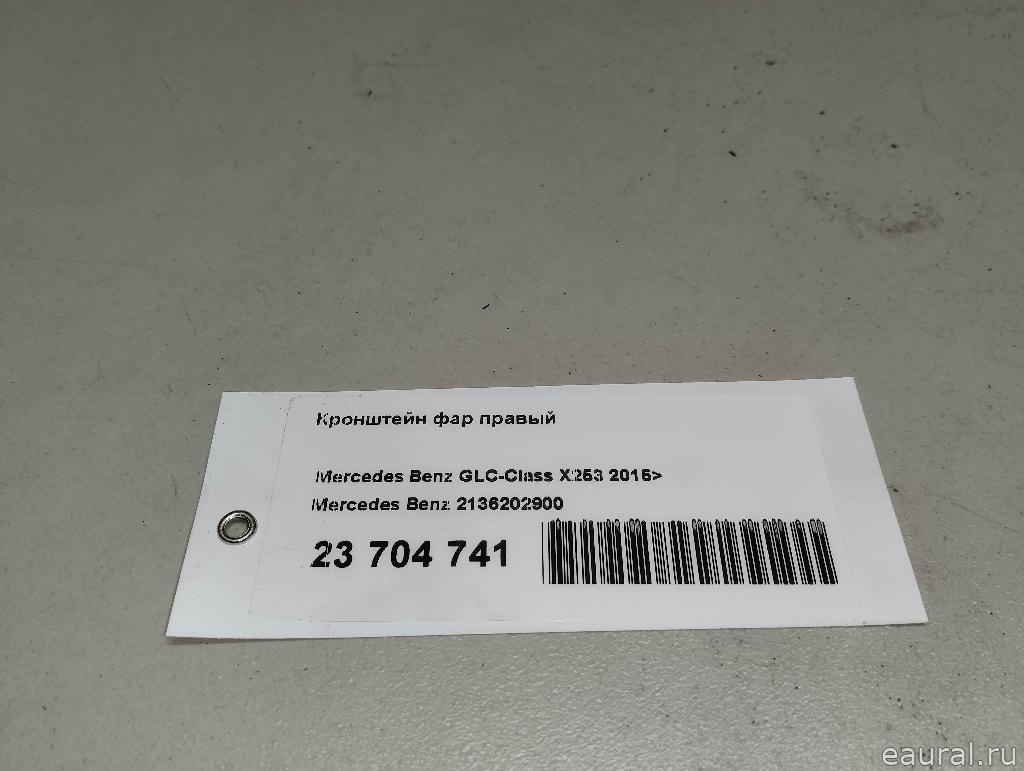 Кронштейн фар правый
Mercedes Benz GLC-Class X253 2015>
Mercedes Benz 2136202900
23 704 741
eaural.ru